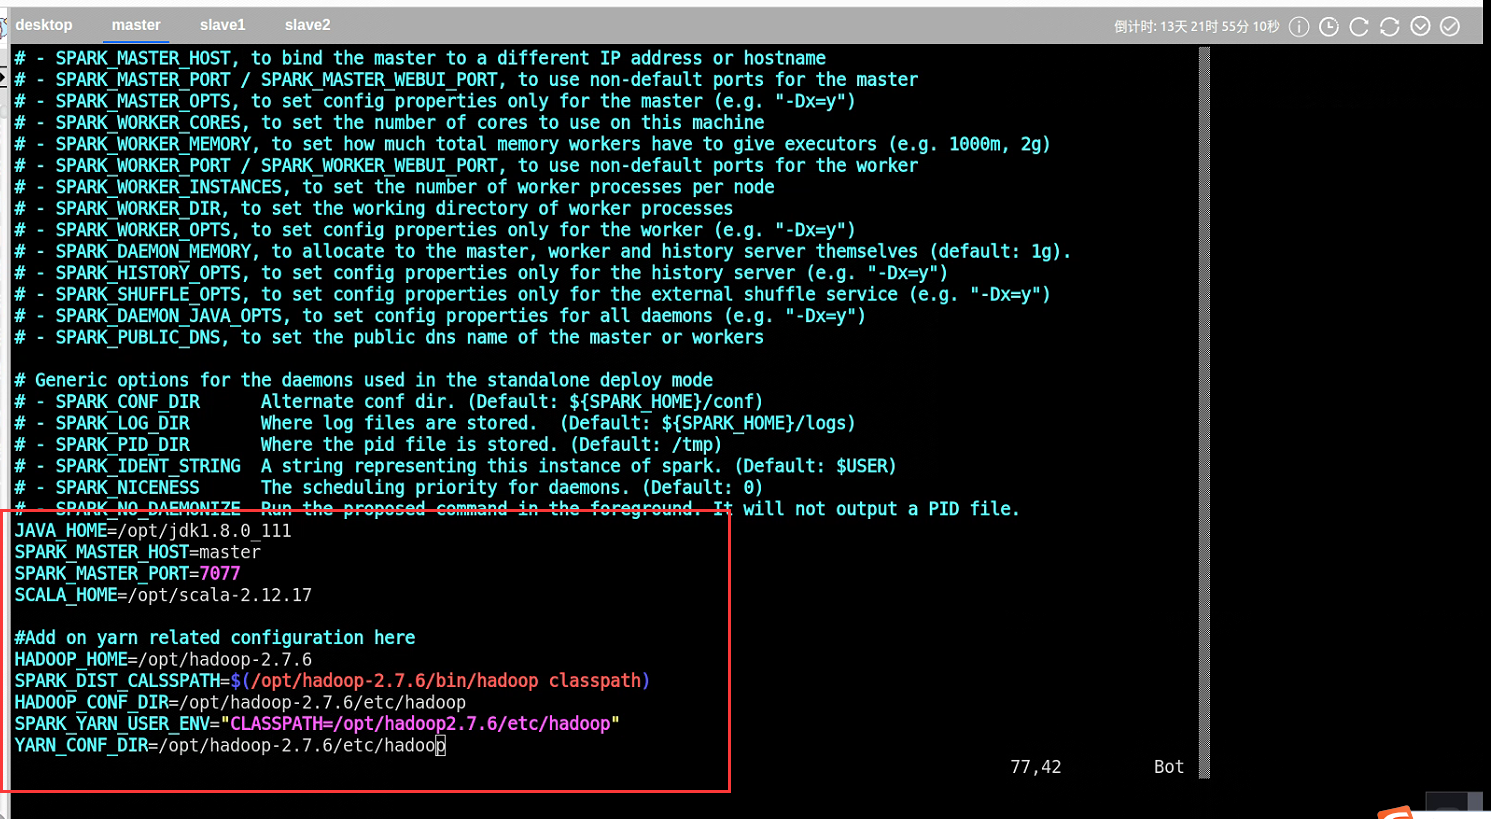 desktop master slave1 slave2 倒计时: 13天 21时 55分 10秒
# - SPARK_MASTER_HOST, to bind the master to a different IP address or hostname
# - SPARK_MASTER_PORT / SPARK_MASTER_WEBUI_PORT, to use non-default ports for the master
# - SPARK_MASTER_OPTS, to set config properties only for the master (e.g. "-Dx=y")
# - SPARK_WORKER_CORES, to set the number of cores to use on this machine
# - SPARK_WORKER_MEMORY, to set how much total memory workers have to give executors (e.g. 1000m, 2g)
# - SPARK_WORKER_PORT / SPARK_WORKER_WEBUI_PORT, to use non-default ports for the worker
# - SPARK_WORKER_INSTANCES, to set the number of worker processes per node
# - SPARK_WORKER_DIR, to set the working directory of worker processes
# - SPARK_WORKER_OPTS, to set config properties only for the worker (e.g. "-Dx=y")
# - SPARK_DAEMON_MEMORY, to allocate to the master, worker and history server themselves (default: 1g).
# - SPARK_HISTORY_OPTS, to set config properties only for the history server (e.g. "-Dx=y")
# - SPARK_SHUFFLE_OPTS, to set config properties only for the external shuffle service (e.g. "-Dx=y")
# - SPARK_DAEMON_JAVA_OPTS, to set config properties for all daemons (e.g. "-Dx=y")
# - SPARK_PUBLIC_DNS, to set the public dns name of the master or workers
# Generic options for the daemons used in the standalone deploy mode
# - SPARK_CONF_DIR      Alternate conf dir. (Default: ${SPARK_HOME}/conf)
# - SPARK_LOG_DIR       Where log files are stored.  (Default: ${SPARK_HOME}/logs)
# - SPARK_PID_DIR       Where the pid file is stored. (Default: /tmp)
# - SPARK_IDENT_STRING  A string representing this instance of spark. (Default: $USER)
# - SPARK_NICENESS      The scheduling priority for daemons. (Default: 0)
# - SPARK_NO_DAEMONIZE  Run the proposed command in the foreground. It will not output a PID file.
JAVA_HOME=/opt/jdk1.8.0_111
SPARK_MASTER_HOST=master
SPARK_MASTER_PORT=7077
SCALA_HOME=/opt/scala-2.12.17
#Add on yarn related configuration here
HADOOP_HOME=/opt/hadoop-2.7.6
SPARK_DIST_CALSSPATH=$(/opt/hadoop-2.7.6/bin/hadoop classpath)
HADOOP_CONF_DIR=/opt/hadoop-2.7.6/etc/hadoop
SPARK_YARN_USER_ENV="CLASSPATH=/opt/hadoop2.7.6/etc/hadoop"
YARN_CONF_DIR=/opt/hadoop-2.7.6/etc/hadoop
77,42 Bot